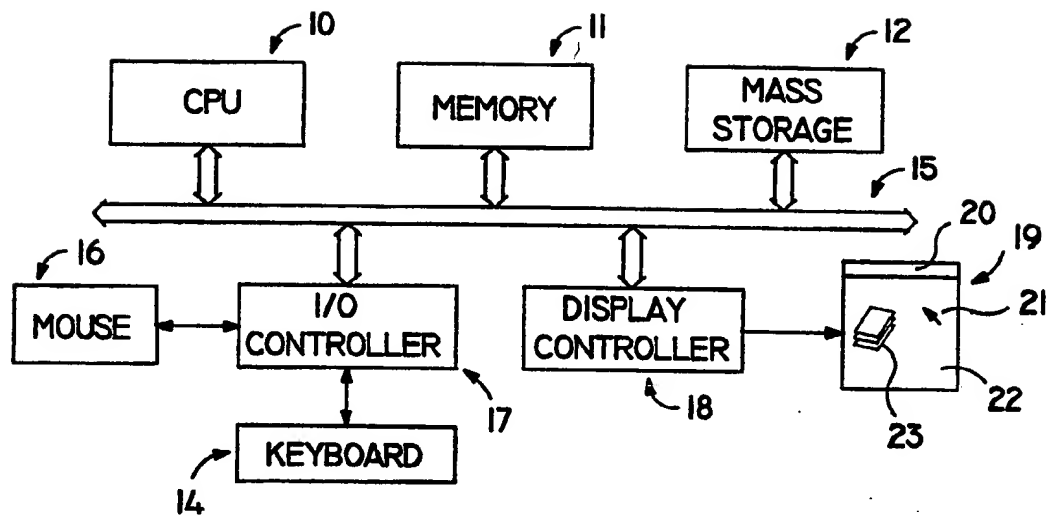 10
11
12
CPU
MEMORY
MASS
STORAGE
15
20
19
16
21
MOUSE
I/O
CONTROLLER
DISPLAY
CONTROLLER
17
18
22
23
KEYBOARD
14